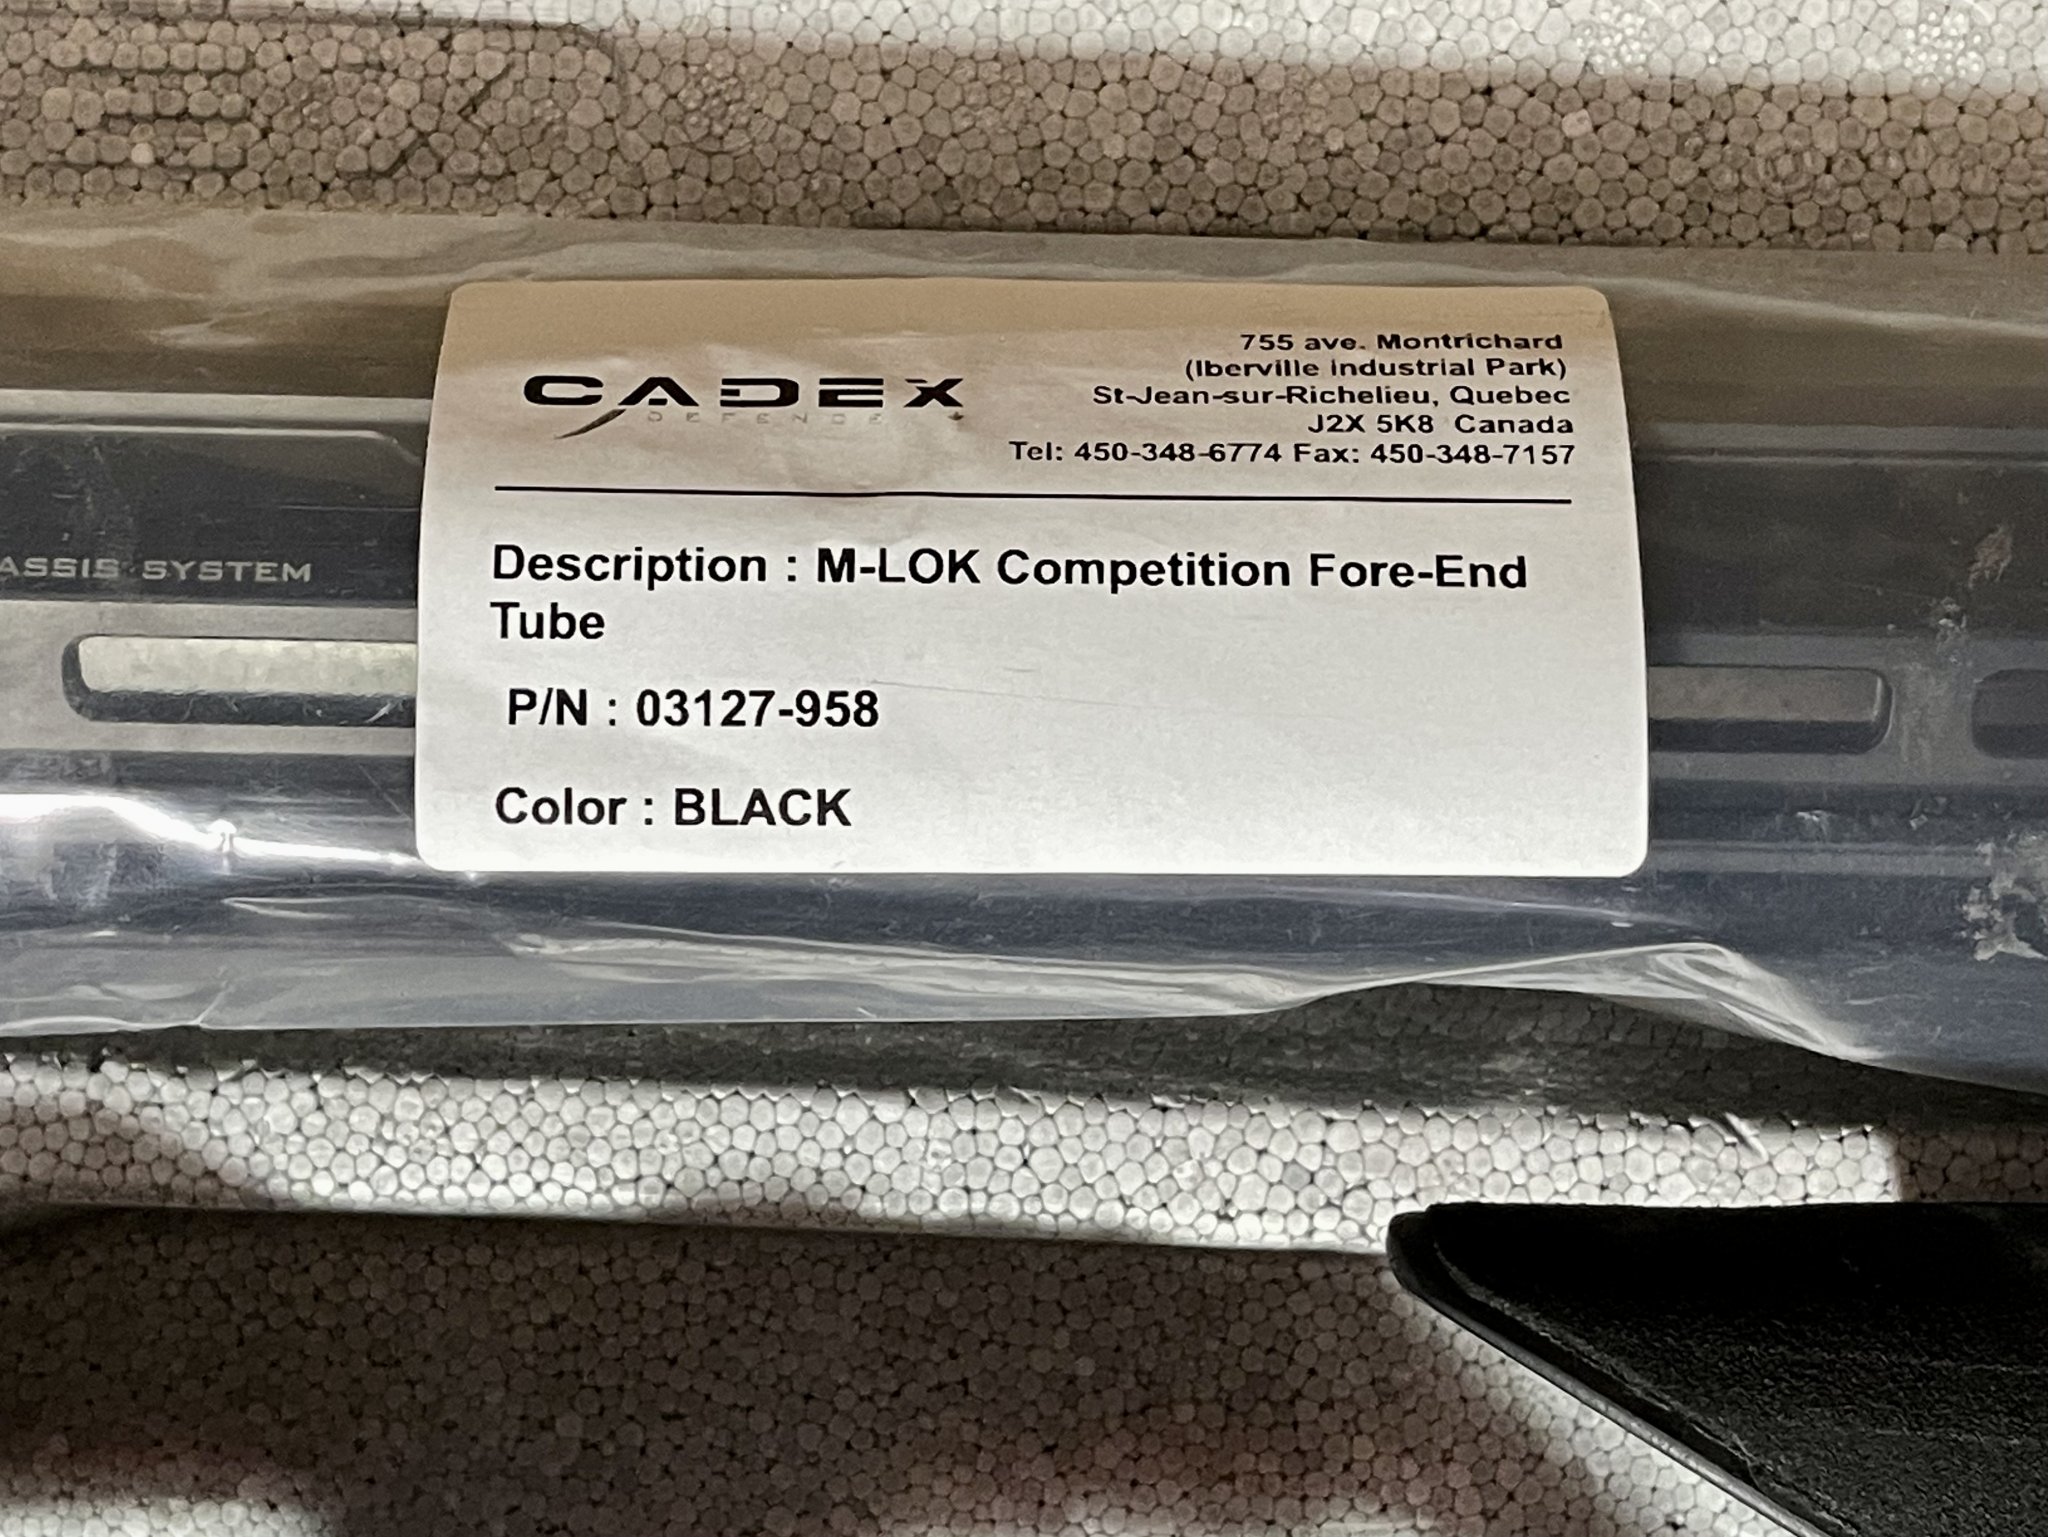 CADEX
DEFENCE
755 ave. Montrichard
(Iberville Industrial Park)
St-Jean-sur-Richelieu, Quebec
J2X 5K8 Canada
Tel: 450-348-6774 Fax: 450-348-7157
Description : M-LOK Competition Fore-End
Tube
P/N : 03127-958
Color : BLACK
ASSIS SYSTEM